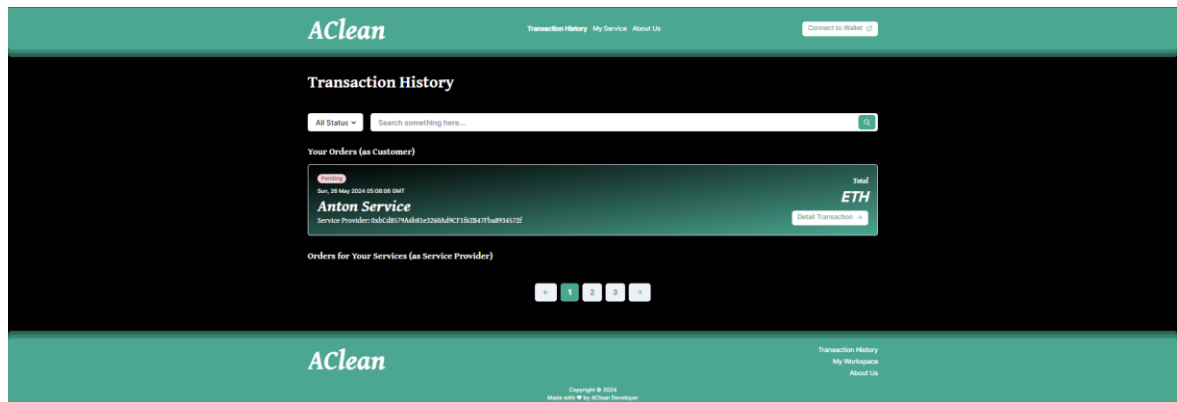 AClean
Transaction History My Service About Us
Connect to Wallet
Transaction History
All Status
Search something here...
Your Orders (as Customer)
Pending
Sun, 26 May 2024 05:08:06 GMT
Anton Service
Total
ETH
Detail Transaction
Service Provider:
Orders for Your Services (as Service Provider)
1 2 3
AClean
Transaction History
My Workspace
About Us
Copyright © 2024
Made with ♥ by AClean Developer